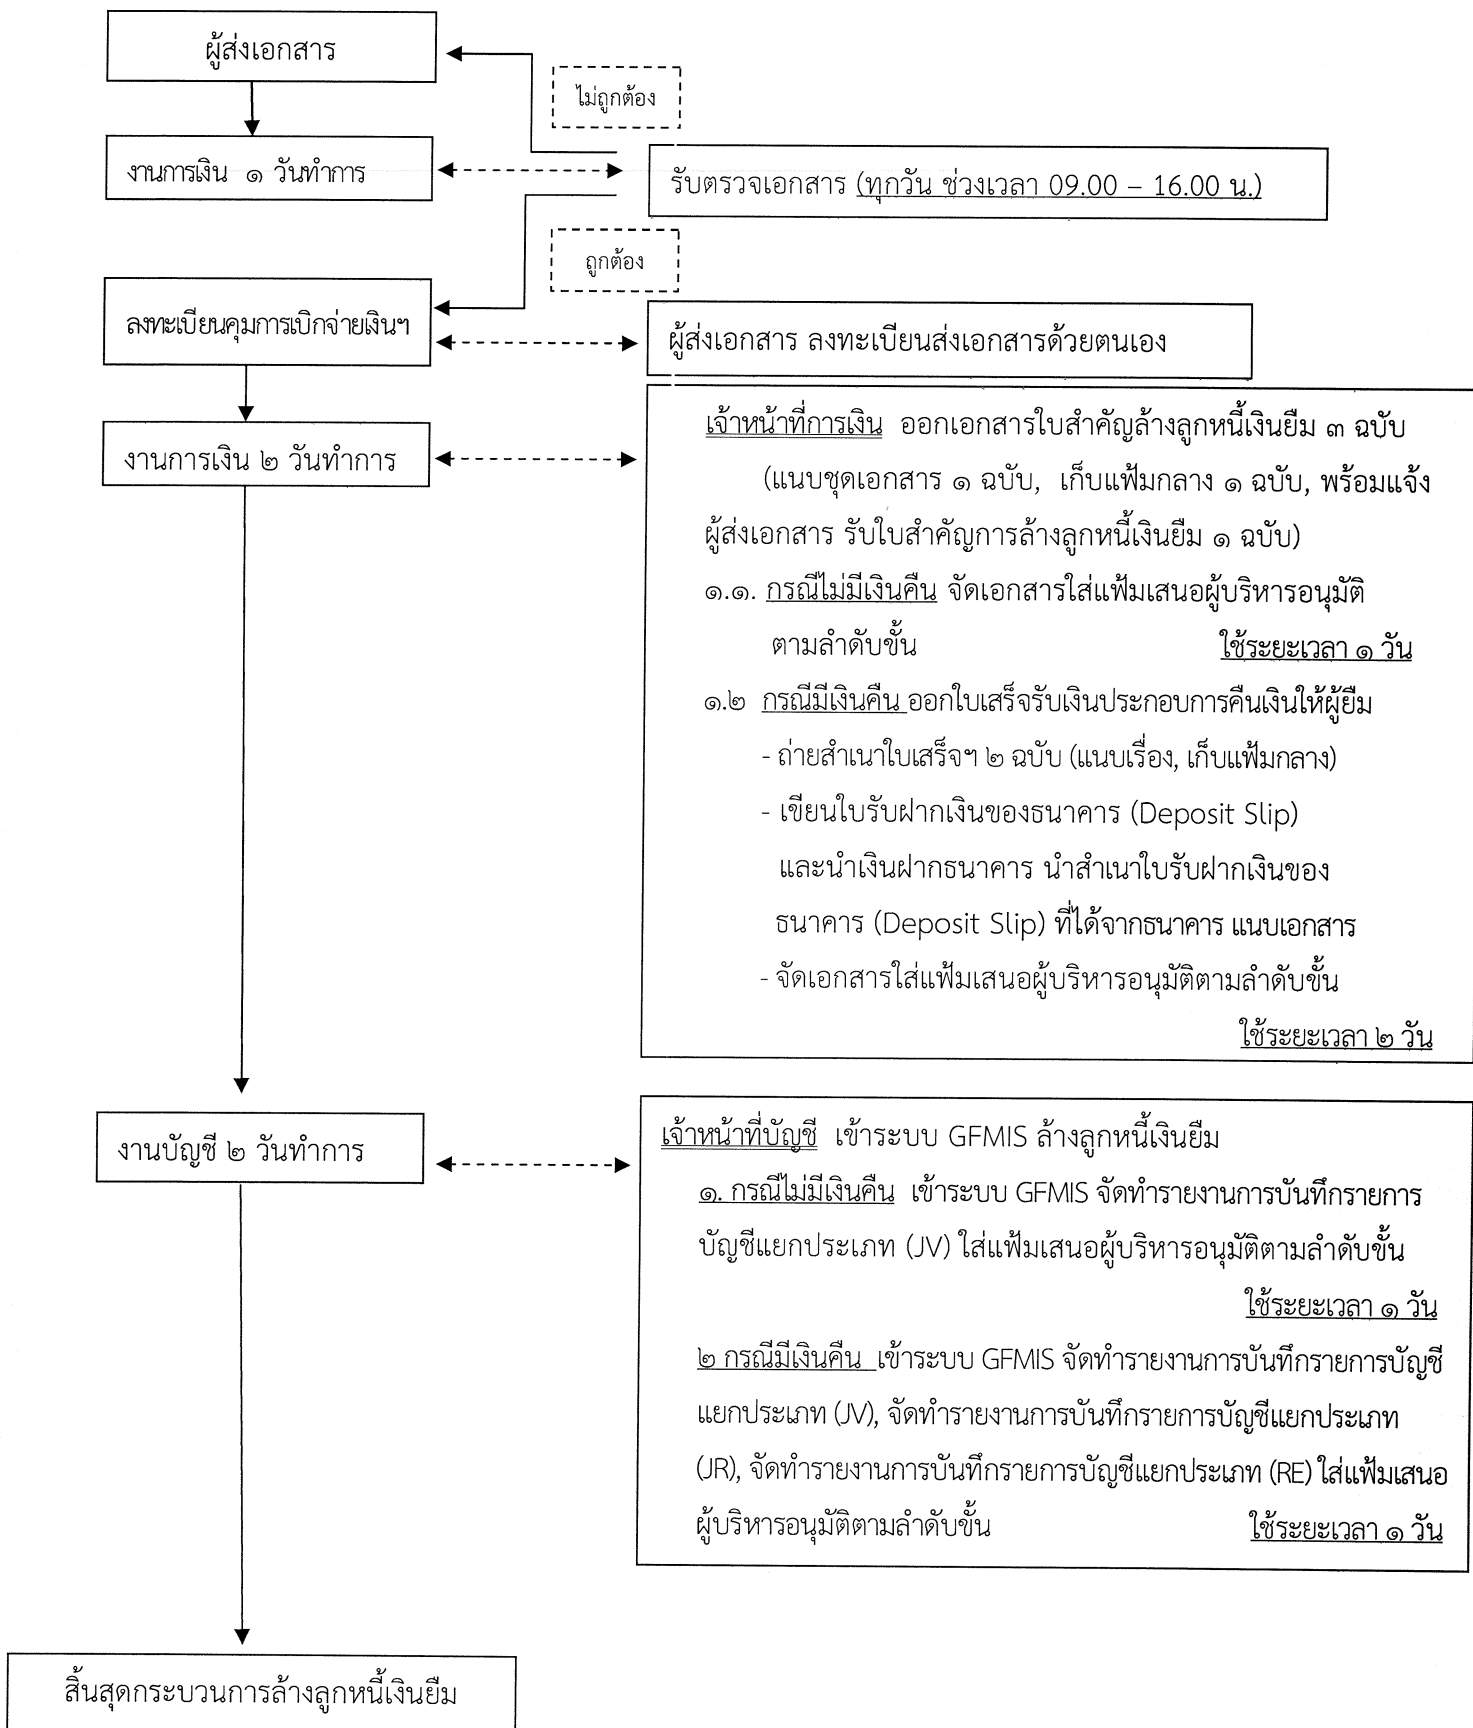 ผู้ส่งเอกสาร
ไม่ถูกต้อง
งานการเงิน ๑ วันทำการ
รับตรวจเอกสาร (ทุกวัน ช่วงเวลา 09.00 – 16.00 น.)
ถูกต้อง
ลงทะเบียนคุมการเบิกจ่ายเงินฯ
ผู้ส่งเอกสาร ลงทะเบียนส่งเอกสารด้วยตนเอง
งานการเงิน ๒ วันทำการ
เจ้าหน้าที่การเงิน ออกเอกสารใบสำคัญล้างลูกหนี้เงินยืม ๓ ฉบับ
(แนบชุดเอกสาร ๑ ฉบับ, เก็บแฟ้มกลาง ๑ ฉบับ, พร้อมแจ้ง
ผู้ส่งเอกสาร รับใบสำคัญการล้างลูกหนี้เงินยืม ๑ ฉบับ)
๑.๑. กรณีไม่มีเงินคืน จัดเอกสารใส่แฟ้มเสนอผู้บริหารอนุมัติ
ตามลำดับขั้น ใช้ระยะเวลา ๑ วัน
๑.๒ กรณีมีเงินคืน ออกใบเสร็จรับเงินประกอบการคืนเงินให้ผู้ยืม
- ถ่ายสำเนาใบเสร็จฯ ๒ ฉบับ (แนบเรื่อง, เก็บแฟ้มกลาง)
- เขียนใบรับฝากเงินของธนาคาร (Deposit Slip)
และนำเงินฝากธนาคาร นำสำเนาใบรับฝากเงินของ
ธนาคาร (Deposit Slip) ที่ได้จากธนาคาร แนบเอกสาร
- จัดเอกสารใส่แฟ้มเสนอผู้บริหารอนุมัติตามลำดับขั้น
ใช้ระยะเวลา ๒ วัน
งานบัญชี ๒ วันทำการ
เจ้าหน้าที่บัญชี เข้าระบบ GFMIS ล้างลูกหนี้เงินยืม
๑. กรณีไม่มีเงินคืน เข้าระบบ GFMIS จัดทำรายงานการบันทึกรายการ
บัญชีแยกประเภท (JV) ใส่แฟ้มเสนอผู้บริหารอนุมัติตามลำดับขั้น
ใช้ระยะเวลา ๑ วัน
๒ กรณีมีเงินคืน เข้าระบบ GFMIS จัดทำรายงานการบันทึกรายการบัญชี
แยกประเภท (JV), จัดทำรายงานการบันทึกรายการบัญชีแยกประเภท
(JR), จัดทำรายงานการบันทึกรายการบัญชีแยกประเภท (RE) ใส่แฟ้มเสนอ
ผู้บริหารอนุมัติตามลำดับขั้น ใช้ระยะเวลา ๑ วัน
สิ้นสุดกระบวนการล้างลูกหนี้เงินยืม